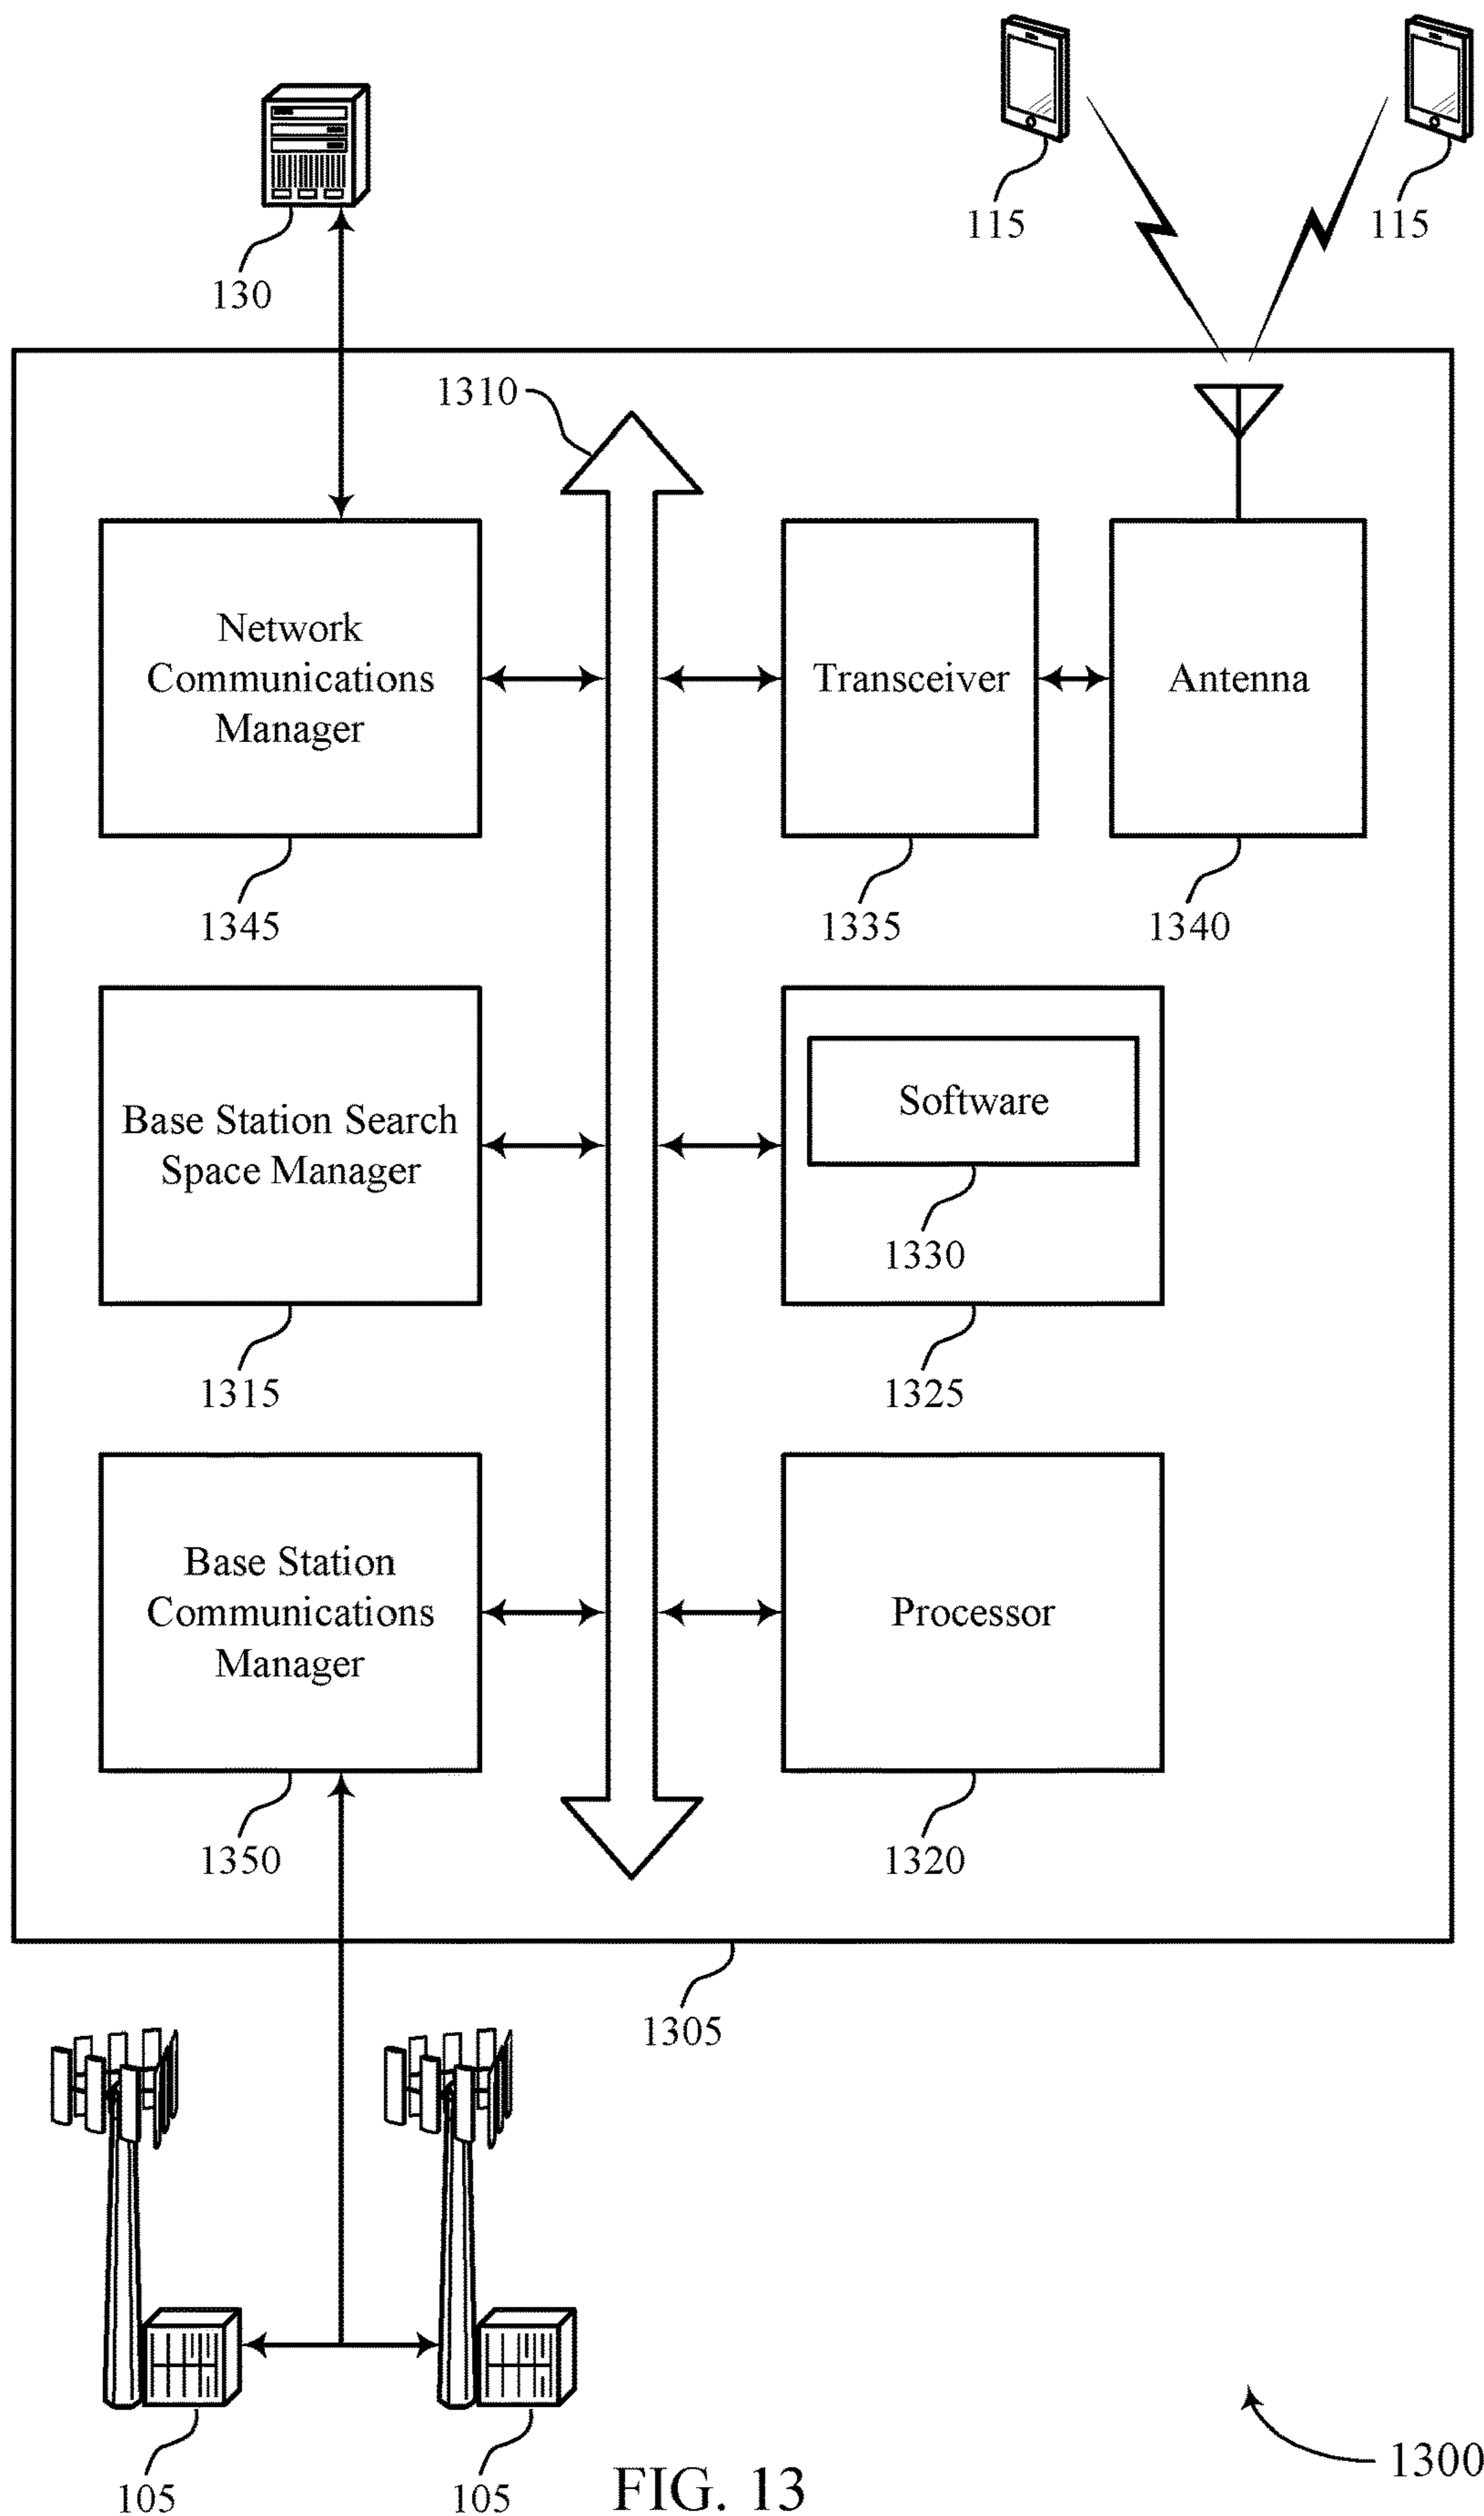 115
115
130
1310
Network
Communications
Manager
Transceiver
Antenna
1345
1335
1340
Base Station Search
Space Manager
Software
1330
1315
1325
Base Station
Communications
Manager
Processor
1350
1320
1305
105
105
FIG. 13
1300